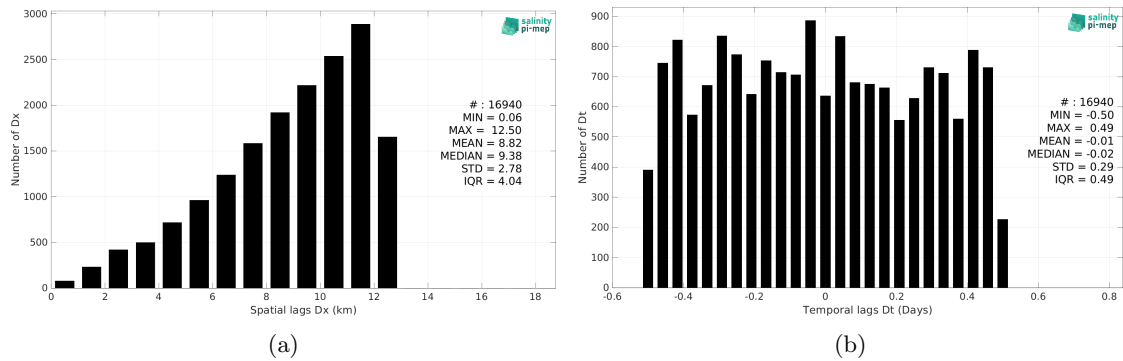 3000
2500
2000
1500
1000
500
0
Number of Dx
0 2 4 6 8 10 12 14 16 18
Spatial lags Dx (km)
salinity
pi-mep
# : 16940
MIN = 0.06
MAX = 12.50
MEAN = 8.82
MEDIAN = 9.38
STD = 2.78
IQR = 4.04
(a)
900
800
700
600
500
400
300
200
100
0
Number of Dt
-0.6 -0.4 -0.2 0 0.2 0.4 0.6 0.8
Temporal lags Dt (Days)
salinity
pi-mep
# : 16940
MIN = -0.50
MAX = 0.49
MEAN = -0.01
MEDIAN = -0.02
STD = 0.29
IQR = 0.49
(b)